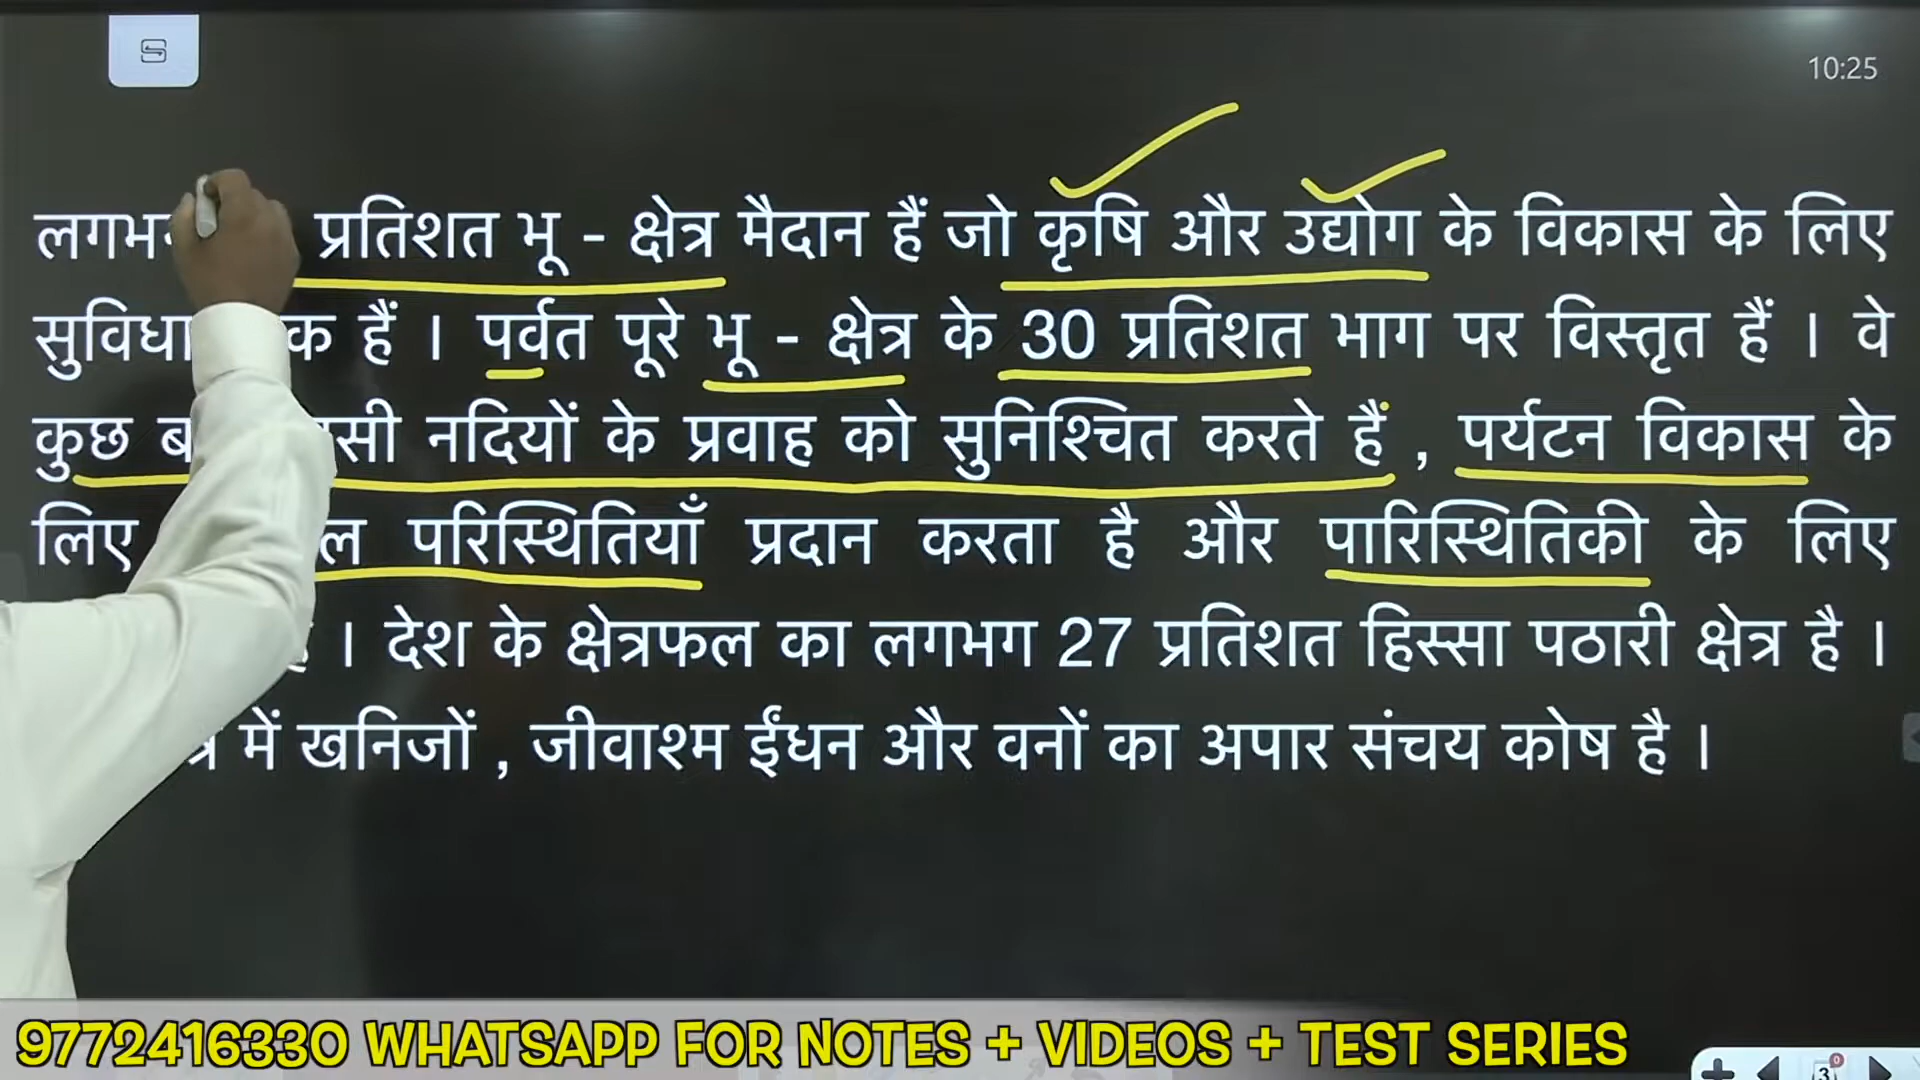 10:25
प्रतिशत भू - क्षेत्र मैदान हैं जो कृषि और उद्योग के विकास के लिए
हैं । पर्वत पूरे भू - क्षेत्र के 30 प्रतिशत भाग पर विस्तृत हैं । वे
कुछ नदियों के प्रवाह को सुनिश्चित करते हैं , पर्यटन विकास के
लिए परिस्थितियाँ प्रदान करता है और पारिस्थितिकी के लिए
। देश के क्षेत्रफल का लगभग 27 प्रतिशत हिस्सा पठारी क्षेत्र है ।
में खनिजों , जीवाश्म ईंधन और वनों का अपार संचय कोष है ।
9772416330 WHATSAPP FOR NOTES + VIDEOS + TEST SERIES
3